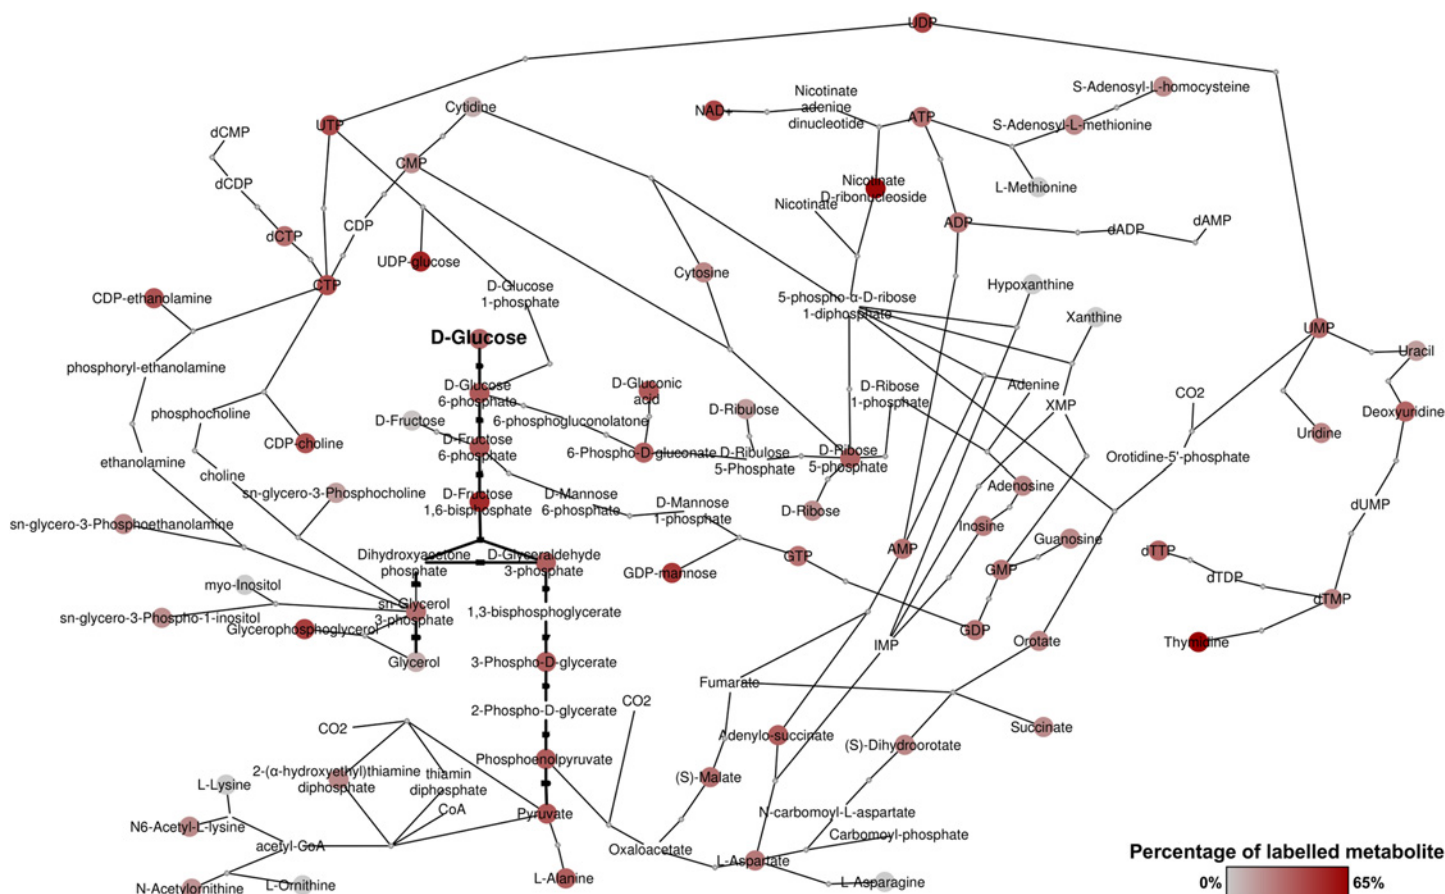 UDP
S-Adenosyl-L-homocysteine
Nicotinate
adenine
dinucleotide
NAD+
ATP
Cytidine
UTP
S-Adenosyl-L-methionine
dCMP
CMP
dCDP
Nicotinate
D-ribonucleoside
L-Methionine
Nicotinate
CDP
ADP
dADP
dAMP
dCTP
UDP-glucose
Cytosine
CTP
D-Glucose
1-phosphate
Hypoxanthine
CDP-ethanolamine
5-phospho-α-D-ribose
1-diphosphate
Xanthine
UMP
D-Glucose
Uracil
phosphoryl-ethanolamine
D-Glucose
6-phosphate
D-Gluconic
acid
D-Ribose
1-phosphate
Adenine
CO2
XMP
phosphocholine
D-Fructose
6-phosphogluconolatone
D-Ribulose
Deoxyuridine
Uridine
CDP-choline
D-Fructose
6-phosphate
6-Phospho-D-gluconate
D-Ribulose
5-Phosphate
D-Ribose
5-phosphate
Orotidine-5'-phosphate
ethanolamine
choline
sn-glycero-3-Phosphocholine
D-Fructose
1,6-bisphosphate
D-Mannose
6-phosphate
D-Mannose
1-phosphate
D-Ribose
Adenosine
dUMP
sn-glycero-3-Phosphoethanolamine
Inosine
Guanosine
Dihydroxyacetone
phosphate
D-Glyceraldehyde
3-phosphate
GTP
AMP
dTTP
GDP-mannose
GMP
dTDP
myo-Inositol
sn-Glycerol
3-phosphate
1,3-bisphosphoglycerate
dTMP
sn-glycero-3-Phospho-1-inositol
Glycerophosphoglycerol
GDP
Thymidine
IMP
Orotate
Glycerol
3-Phospho-D-glycerate
Fumarate
CO2
2-Phospho-D-glycerate
CO2
Succinate
Adenylo-succinate
(S)-Dihydroorotate
Phosphoenolpyruvate
2-(α-hydroxyethyl)thiamine
diphosphate
thiamin
diphosphate
(S)-Malate
L-Lysine
CoA
Pyruvate
N-carbomoyl-L-aspartate
N6-Acetyl-L-lysine
Carbomoyl-phosphate
acetyl-CoA
Oxaloacetate
L-Aspartate
Percentage of labelled metabolite
N-Acetylornithine
L-Ornithine
L-Alanine
L-Asparagine
0%
65%